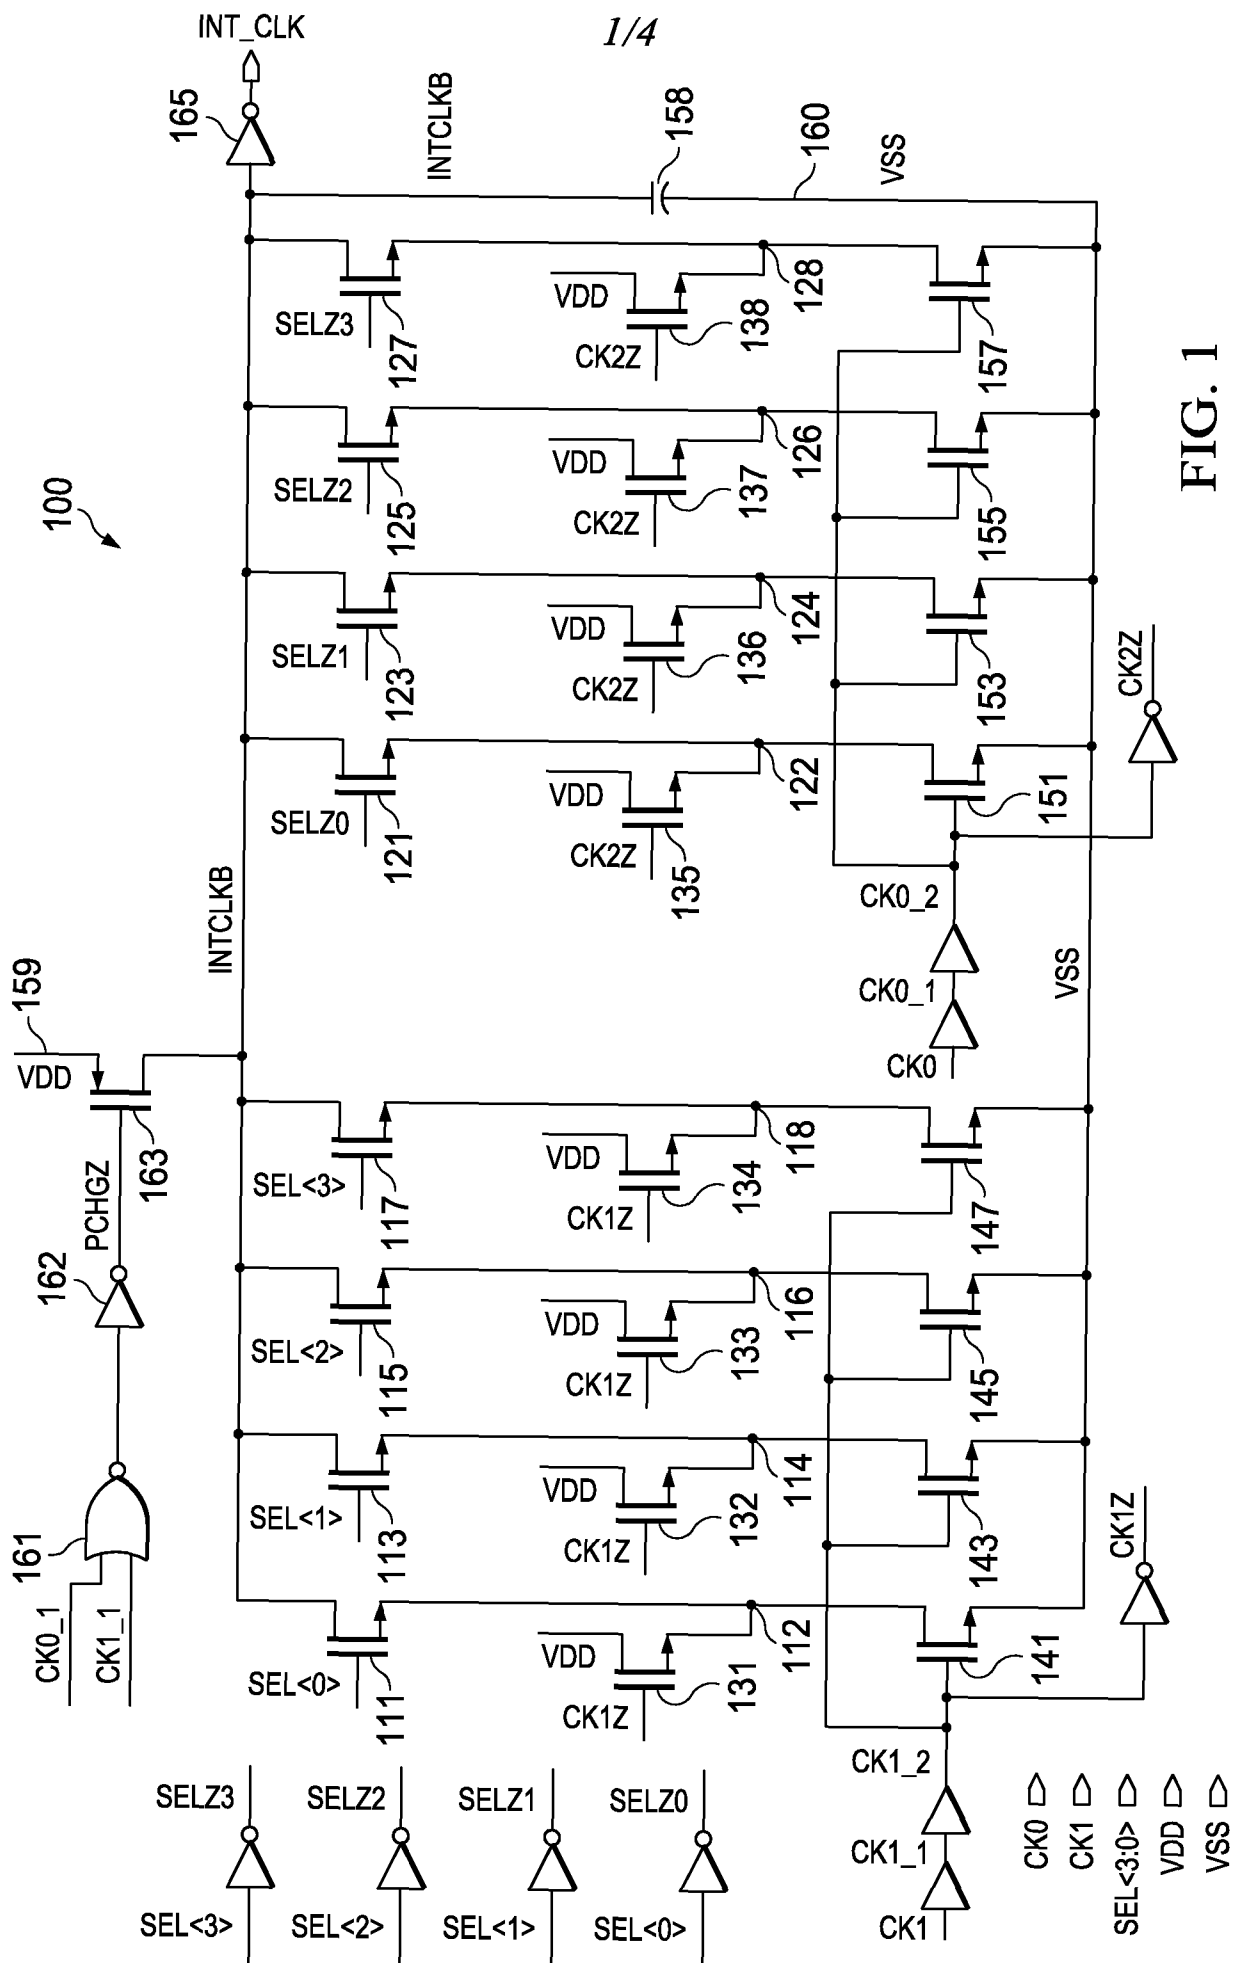 1/4
100
CK0_1
CK1_1
161
162
PCHGZ
VDD
159
163
INTCLKB
165
INT_CLK
SEL<3>
SELZ3
SEL<2>
SELZ2
SEL<1>
SELZ1
SEL<0>
SELZ0
SEL<0>
111
SEL<1>
113
SEL<2>
115
SEL<3>
117
SELZ0
121
SELZ1
123
SELZ2
125
SELZ3
127
INTCLKB
158
160
VSS
VDD
CK1Z
131
112
VDD
CK1Z
132
114
VDD
CK1Z
133
116
VDD
CK1Z
134
118
VDD
CK2Z
135
122
VDD
CK2Z
136
124
VDD
CK2Z
137
126
VDD
CK2Z
138
128
CK1
CK1_1
CK1_2
141
143
145
147
CK1Z
CK0
CK0_1
CK0_2
151
153
155
157
CK2Z
VSS
CK0
CK1
SEL<3:0>
VDD
VSS
FIG. 1